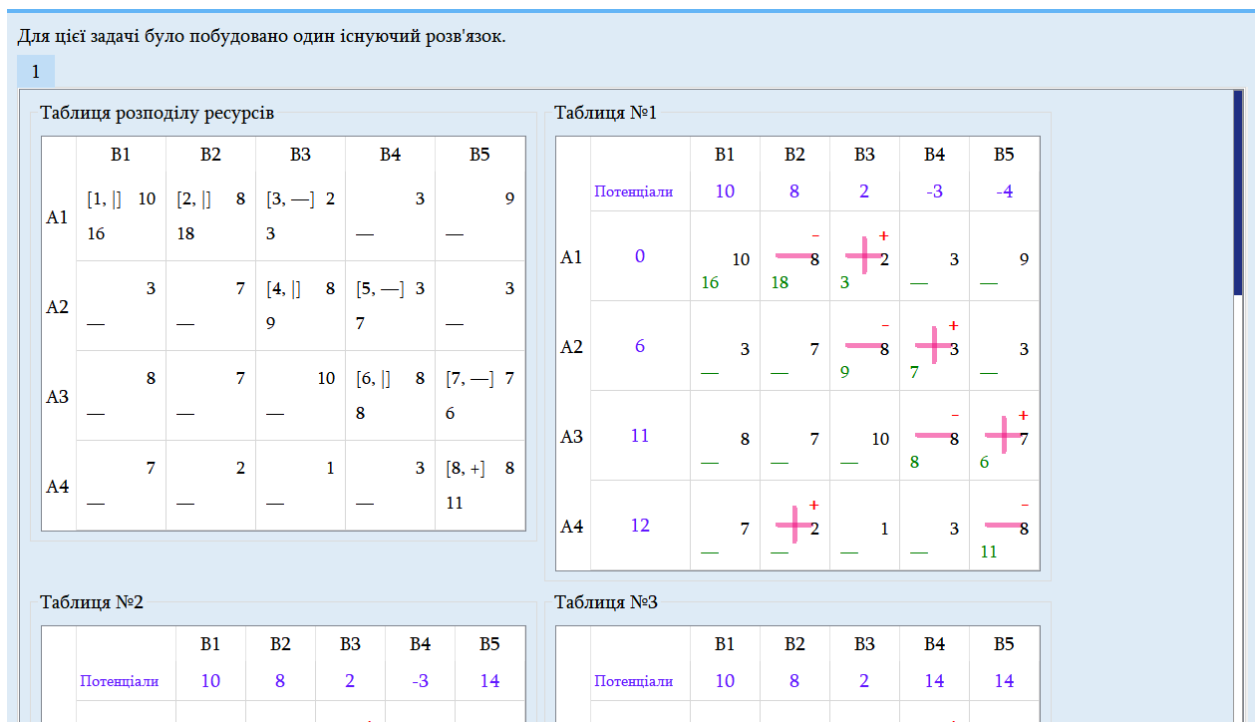 Для цієї задачі було побудовано один існуючий розв'язок.
1
Таблиця розподілу ресурсів
B1 B2 B3 B4 B5
A1 [1, |] 10 [2, |] 8 [3, —] 2 3 9
16 18 3 — —
A2 3 7 [4, |] 8 [5, —] 3 3
— — 9 7 —
A3 8 7 10 [6, |] 8 [7, —] 7
— — — 8 6
A4 7 2 1 3 [8, +] 8
— — — — 11
Таблиця №1
B1 B2 B3 B4 B5
Потенціали 10 8 2 -3 -4
- +
A1 0 10 8 2 3 9
16 18 3 — —
- +
A2 6 3 7 8 3 3
— — 9 7 —
- +
A3 11 8 7 10 8 7
— — — 8 6
+ -
A4 12 7 2 1 3 8
— — — — 11
Таблиця №2
B1 B2 B3 B4 B5
Потенціали 10 8 2 -3 14
Таблиця №3
B1 B2 B3 B4 B5
Потенціали 10 8 2 14 14